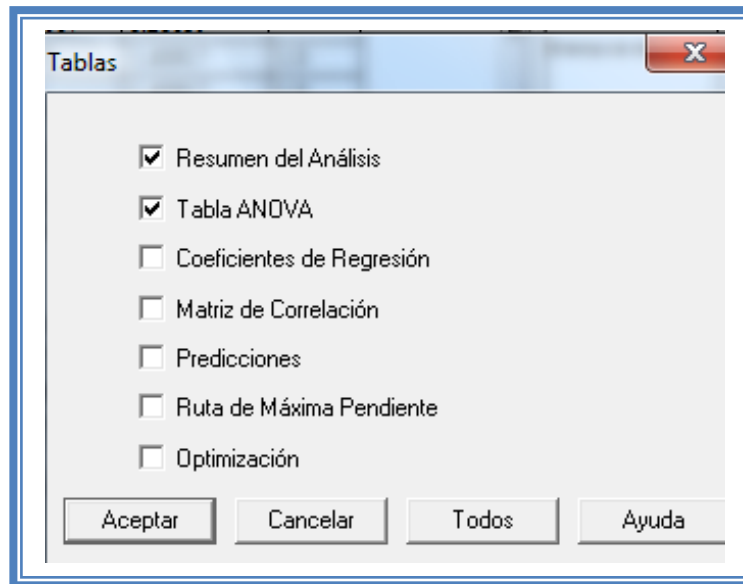 Tablas
Resumen del Análisis
Tabla ANOVA
Coeficientes de Regresión
Matriz de Correlación
Predicciones
Ruta de Máxima Pendiente
Optimización
Aceptar Cancelar Todos Ayuda